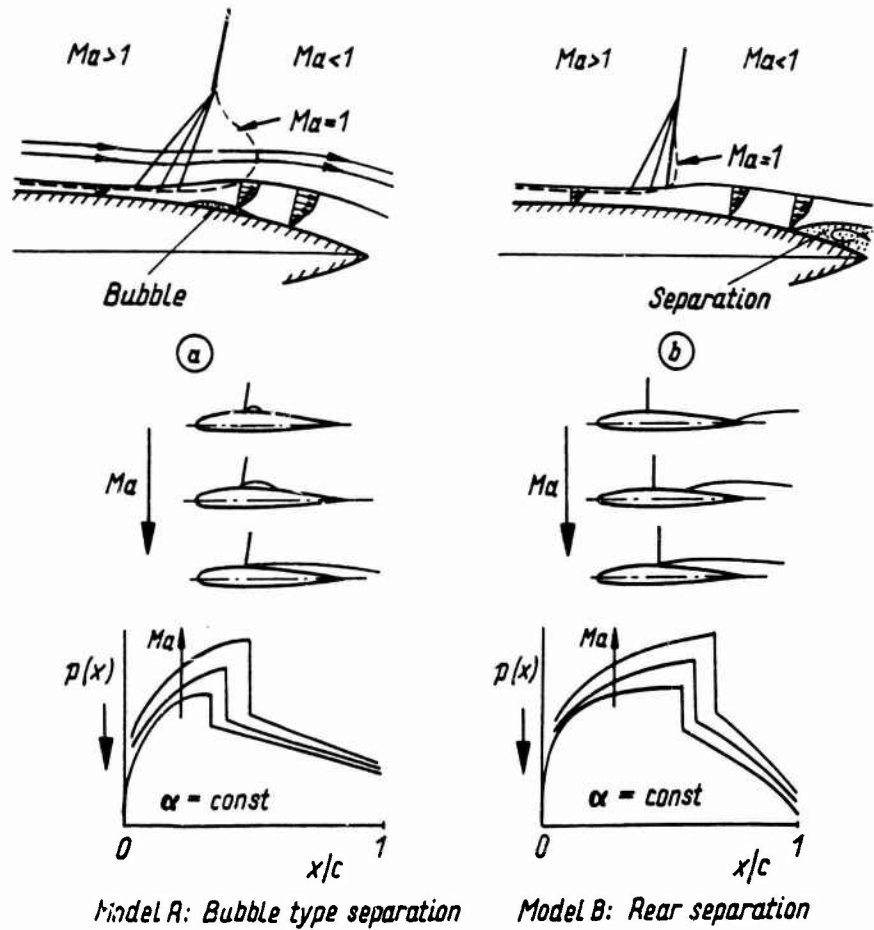 Ma>1
Ma<1
Ma=1
Bubble
a
Ma>1
Ma<1
Ma=1
Separation
b
Ma
Ma
p(x)
Ma
α = const
0
1
x/c
p(x)
Ma
α = const
0
1
x/c
Model A: Bubble type separation
Model B: Rear separation